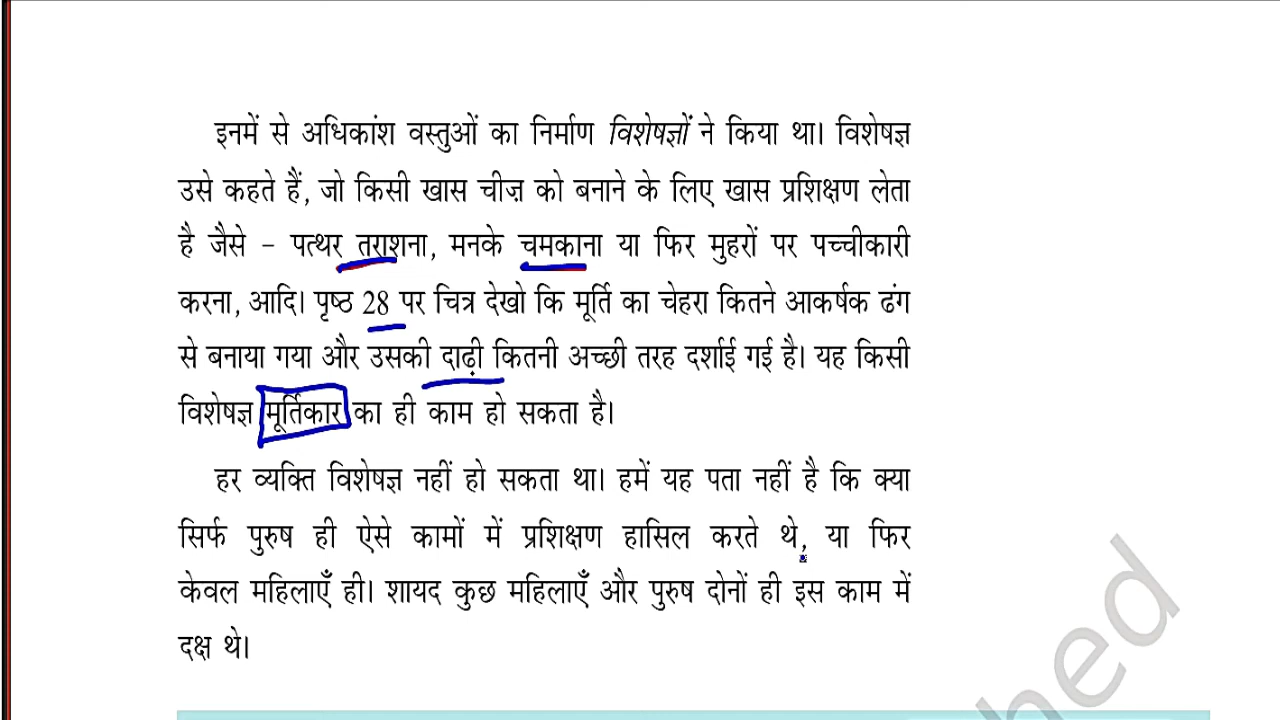 इनमें से अधिकांश वस्तुओं का निर्माण विशेषज्ञों ने किया था। विशेषज्ञ
उसे कहते हैं, जो किसी खास चीज़ को बनाने के लिए खास प्रशिक्षण लेता
है जैसे – पत्थर तराशना, मनके चमकाना या फिर मुहरों पर पच्चीकारी
करना, आदि। पृष्ठ 28 पर चित्र देखो कि मूर्ति का चेहरा कितने आकर्षक ढंग
से बनाया गया और उसकी दाढ़ी कितनी अच्छी तरह दर्शाई गई है। यह किसी
विशेषज्ञ मूर्तिकार का ही काम हो सकता है।
हर व्यक्ति विशेषज्ञ नहीं हो सकता था। हमें यह पता नहीं है कि क्या
सिर्फ पुरुष ही ऐसे कामों में प्रशिक्षण हासिल करते थे, या फिर
केवल महिलाएँ ही। शायद कुछ महिलाएँ और पुरुष दोनों ही इस काम में
दक्ष थे।
hed